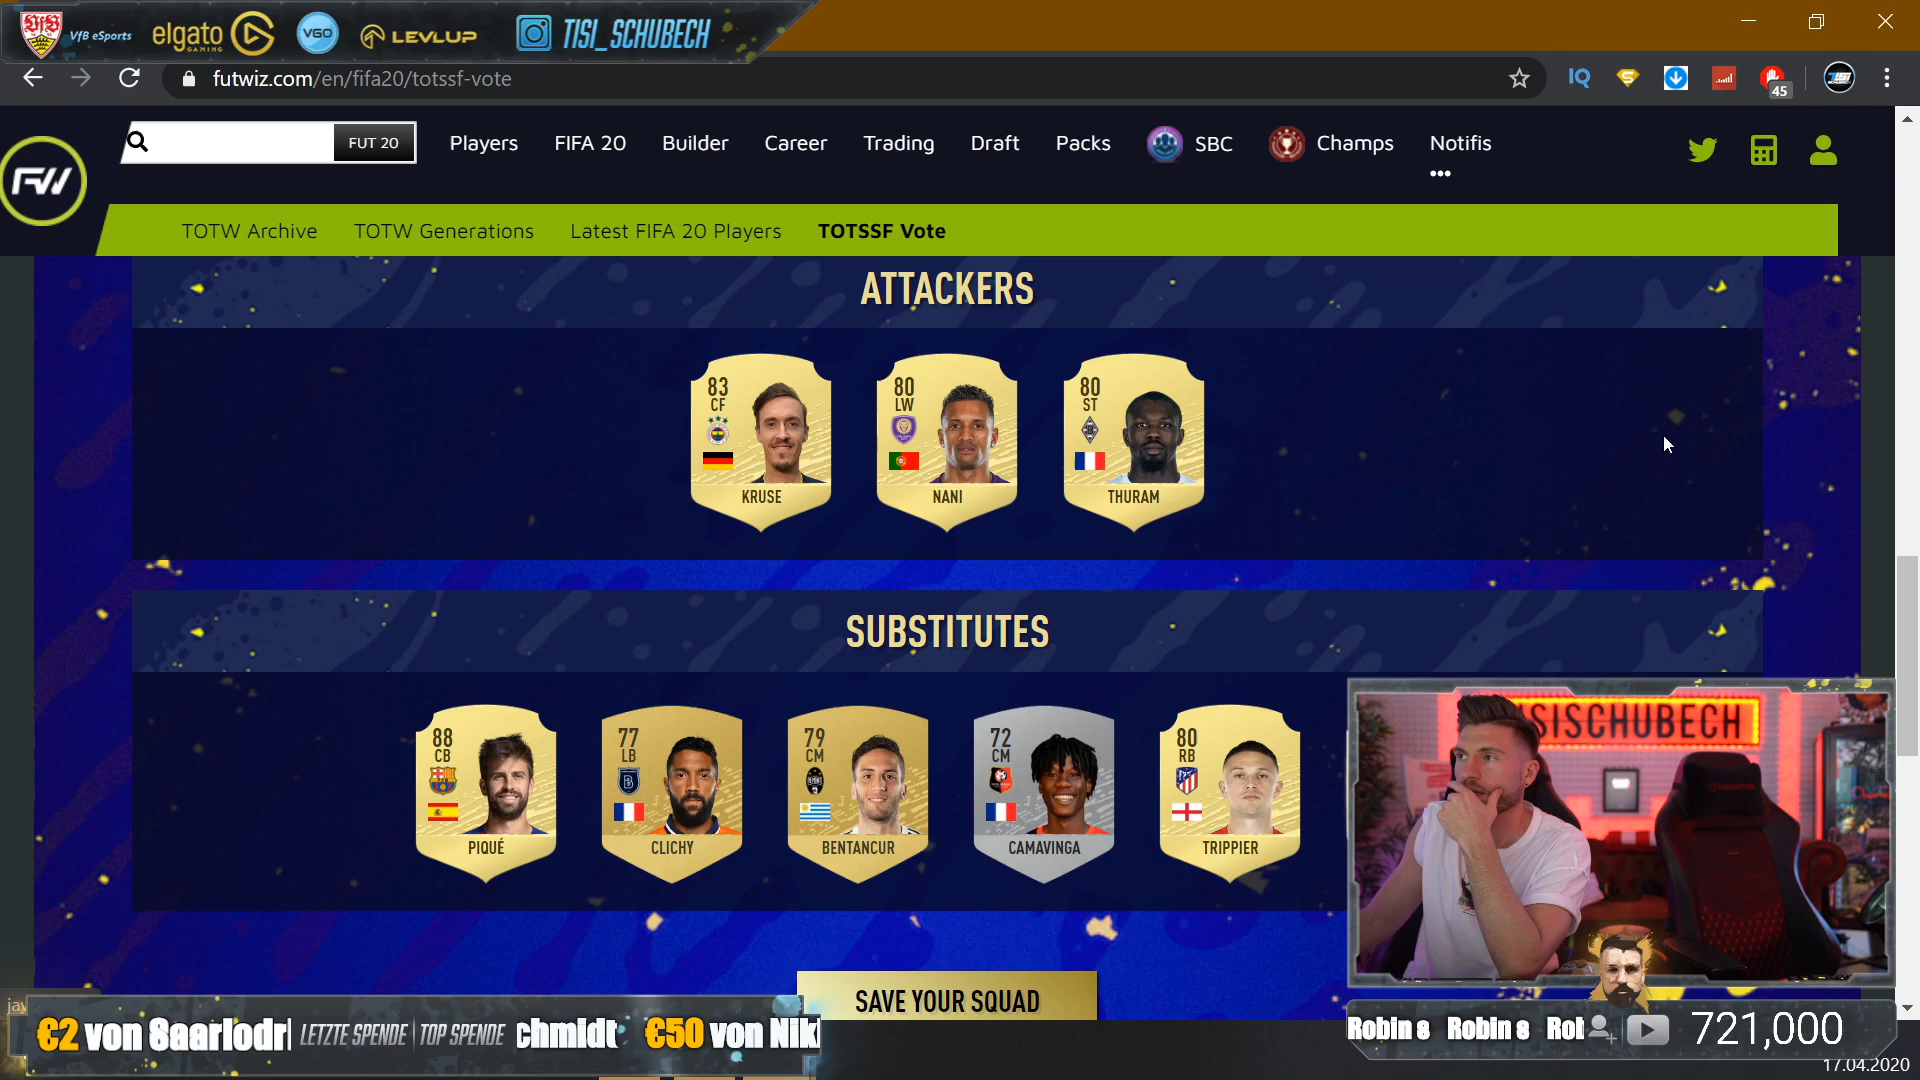 VfB eSports elgato GAMING VGO LEVLUP TISI_SCHUBECH
futwiz.com/en/fifa20/totssf-vote
45
FW FUT 20 Players FIFA 20 Builder Career Trading Draft Packs SBC Champs Notifis
TOTW Archive TOTW Generations Latest FIFA 20 Players TOTSSF Vote
ATTACKERS
83 CF KRUSE
80 LW NANI
80 ST THURAM
SUBSTITUTES
88 CB PIQUÉ
77 LB CLICHY
79 CM BENTANCUR
72 CM CAMAVINGA
80 RB TRIPPIER
SISCHUBECH
SAVE YOUR SQUAD
jav
€2 von Saarlodr LETZTE SPENDE TOP SPENDE chmidt €50 von Nik
Robin s Robin s Rob 721,000
17.04.2020